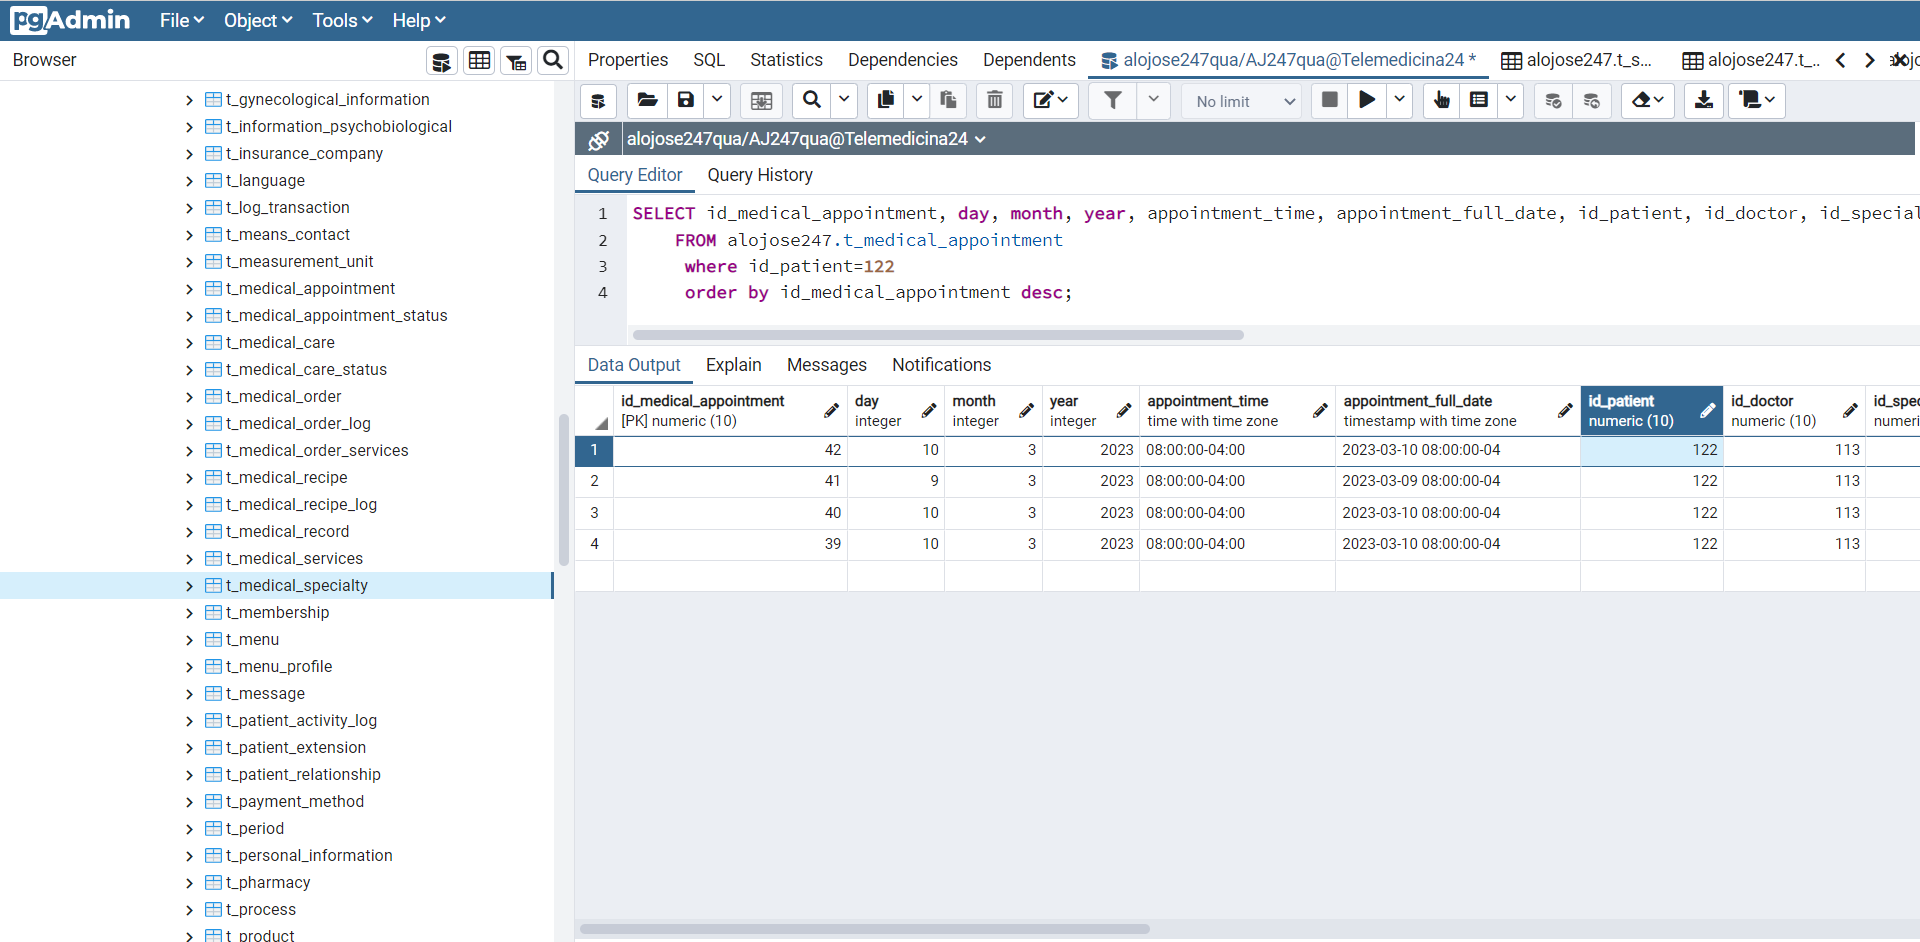 pgAdmin File Object Tools Help
Browser
Properties SQL Statistics Dependencies Dependents alojose247qua/AJ247qua@Telemedicina24 * alojose247.t_s... alojose247.t_...
No limit
alojose247qua/AJ247qua@Telemedicina24
Query Editor Query History
1 SELECT id_medical_appointment, day, month, year, appointment_time, appointment_full_date, id_patient, id_doctor, id_special
2 FROM alojose247.t_medical_appointment
3 where id_patient=122
4 order by id_medical_appointment desc;
Data Output Explain Messages Notifications
id_medical_appointment day month year appointment_time appointment_full_date id_patient id_doctor id_spec
[PK] numeric (10) integer integer integer time with time zone timestamp with time zone numeric (10) numeric (10) numeri
1 42 10 3 2023 08:00:00-04:00 2023-03-10 08:00:00-04 122 113
2 41 9 3 2023 08:00:00-04:00 2023-03-09 08:00:00-04 122 113
3 40 10 3 2023 08:00:00-04:00 2023-03-10 08:00:00-04 122 113
4 39 10 3 2023 08:00:00-04:00 2023-03-10 08:00:00-04 122 113
t_gynecological_information
t_information_psychobiological
t_insurance_company
t_language
t_log_transaction
t_means_contact
t_measurement_unit
t_medical_appointment
t_medical_appointment_status
t_medical_care
t_medical_care_status
t_medical_order
t_medical_order_log
t_medical_order_services
t_medical_recipe
t_medical_recipe_log
t_medical_record
t_medical_services
t_medical_specialty
t_membership
t_menu
t_menu_profile
t_message
t_patient_activity_log
t_patient_extension
t_patient_relationship
t_payment_method
t_period
t_personal_information
t_pharmacy
t_process
t_product